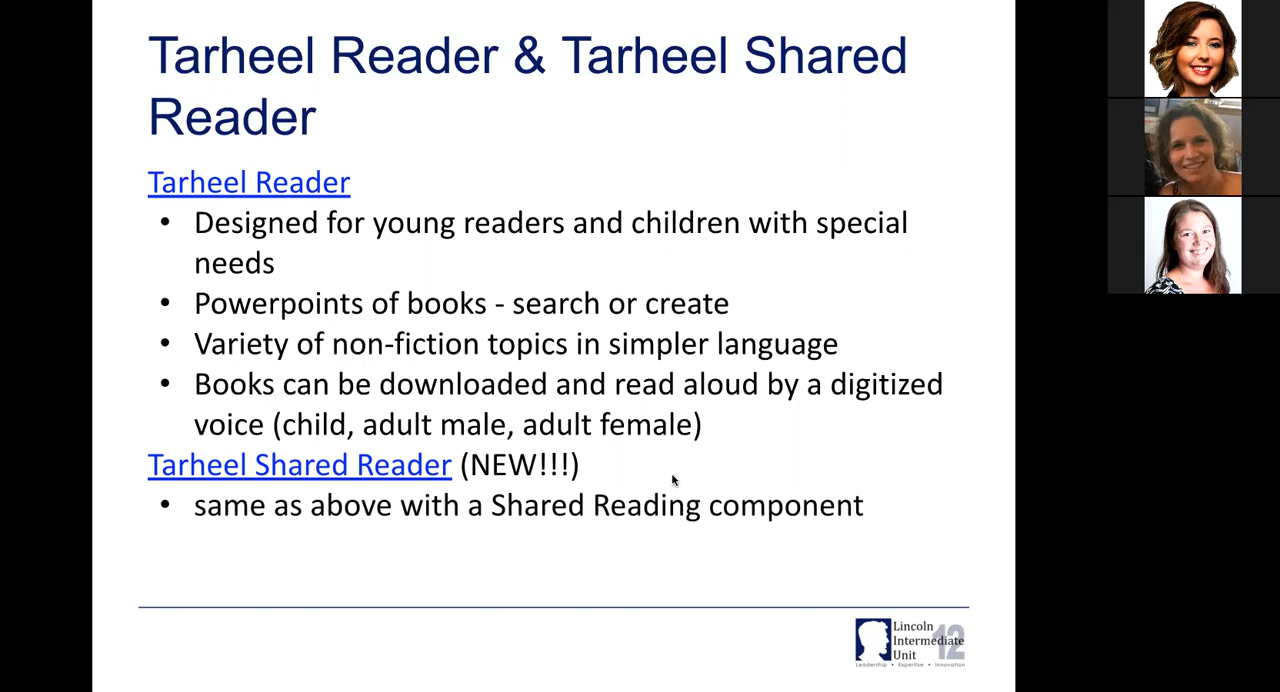 Tarheel Reader & Tarheel Shared
Reader
Tarheel Reader
• Designed for young readers and children with special
needs
• Powerpoints of books - search or create
• Variety of non-fiction topics in simpler language
• Books can be downloaded and read aloud by a digitized
voice (child, adult male, adult female)
Tarheel Shared Reader (NEW!!!)
• same as above with a Shared Reading component
Lincoln
Intermediate
Unit
12
Leadership • Expertise • Innovation